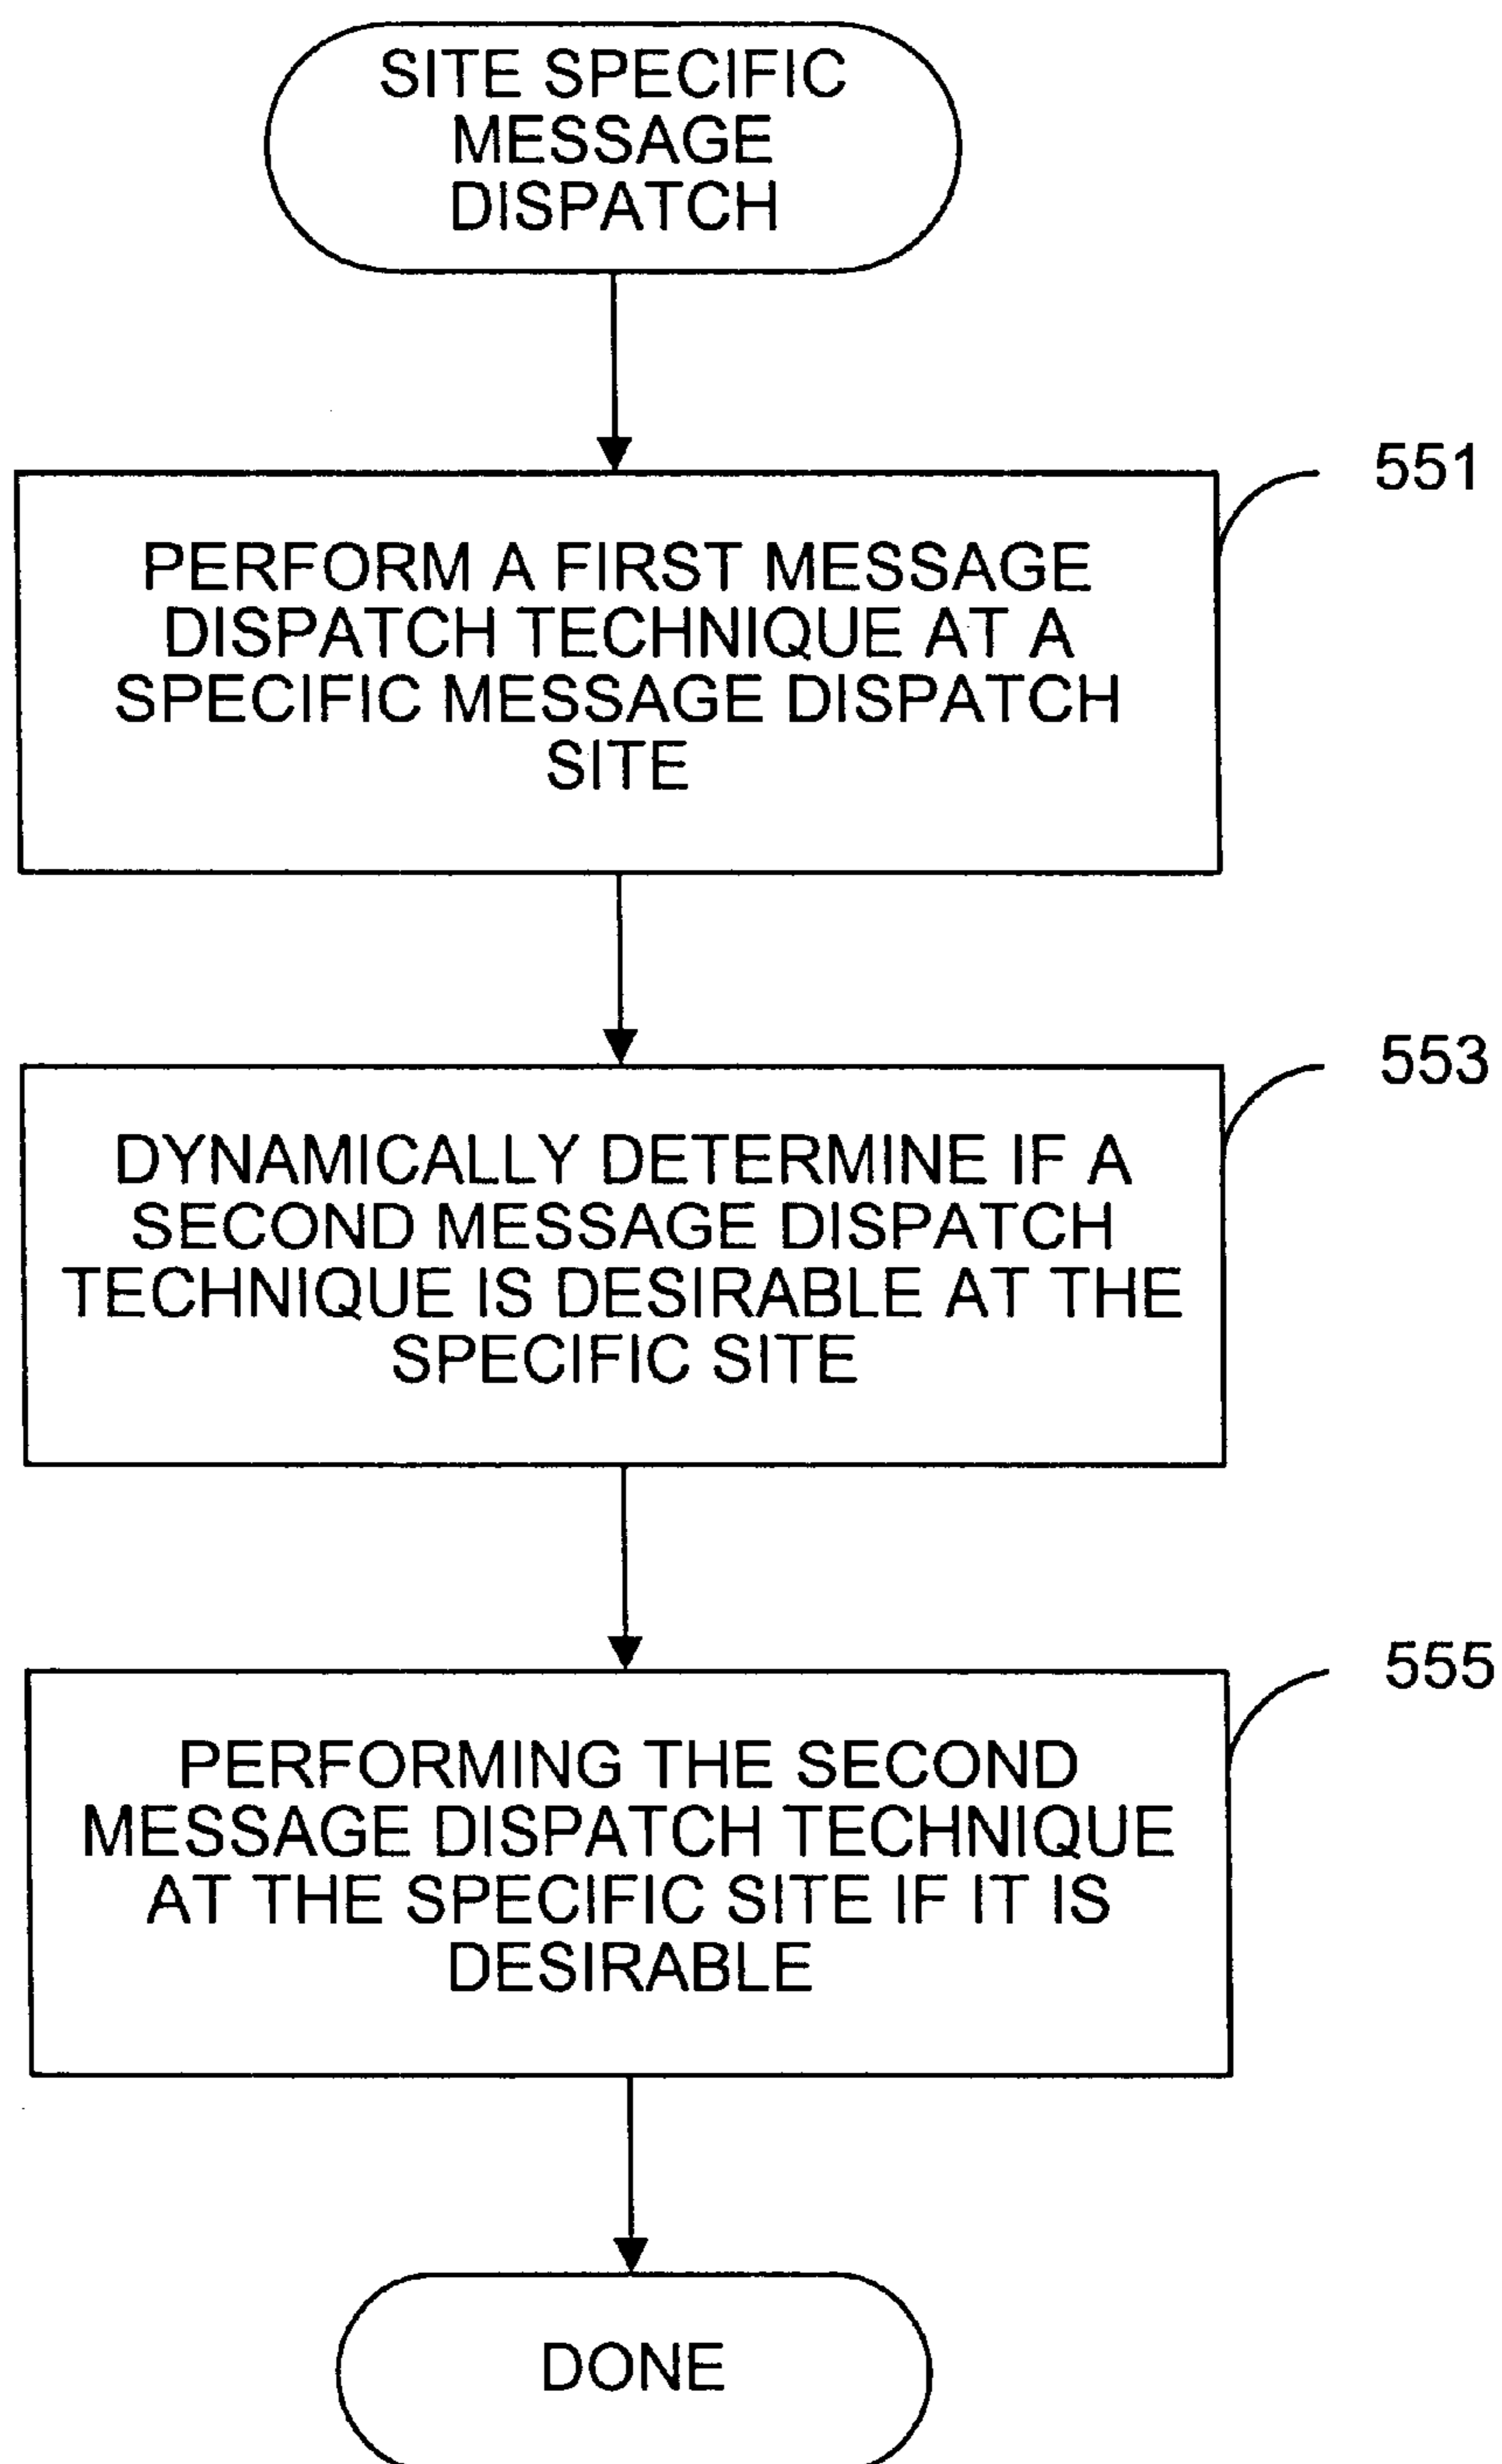 SITE SPECIFIC
MESSAGE
DISPATCH
551
PERFORM A FIRST MESSAGE
DISPATCH TECHNIQUE AT A
SPECIFIC MESSAGE DISPATCH
SITE
553
DYNAMICALLY DETERMINE IF A
SECOND MESSAGE DISPATCH
TECHNIQUE IS DESIRABLE AT THE
SPECIFIC SITE
555
PERFORMING THE SECOND
MESSAGE DISPATCH TECHNIQUE
AT THE SPECIFIC SITE IF IT IS
DESIRABLE
DONE